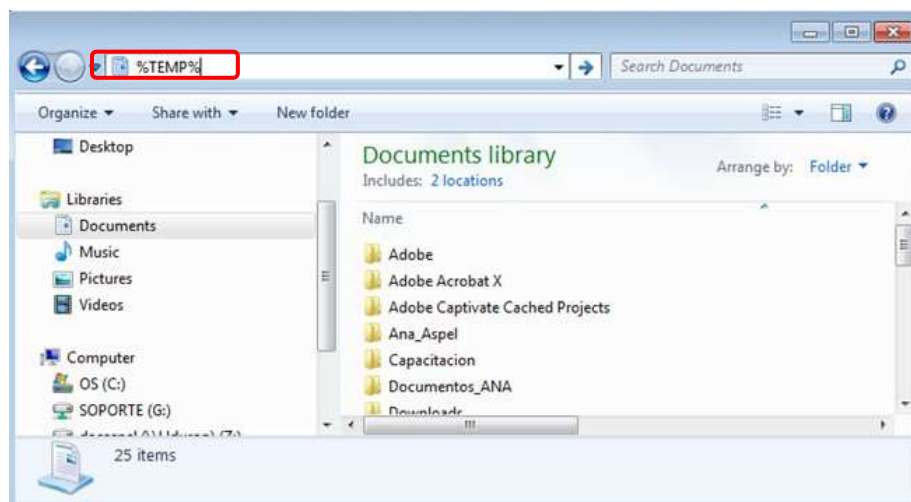 %TEMP%
Search Documents
Organize
Share with
New folder
Desktop
Libraries
Documents
Music
Pictures
Videos
Computer
OS (C:)
SOPORTE (G:)
Documents library
Includes: 2 locations
Arrange by: Folder
Name
Adobe
Adobe Acrobat X
Adobe Captivate Cached Projects
Ana_Aspel
Capacitacion
Documentos_ANA
Downloads
25 items